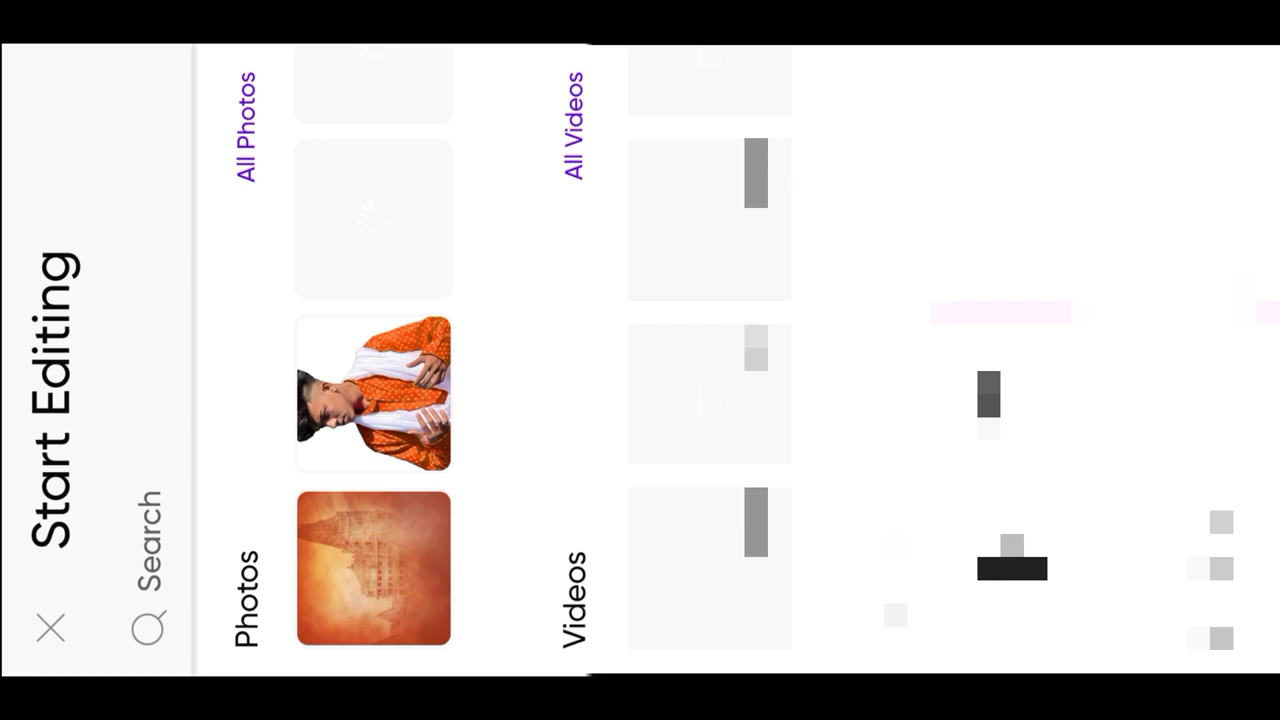 Start Editing
Search
Photos
All Photos
Videos
All Videos